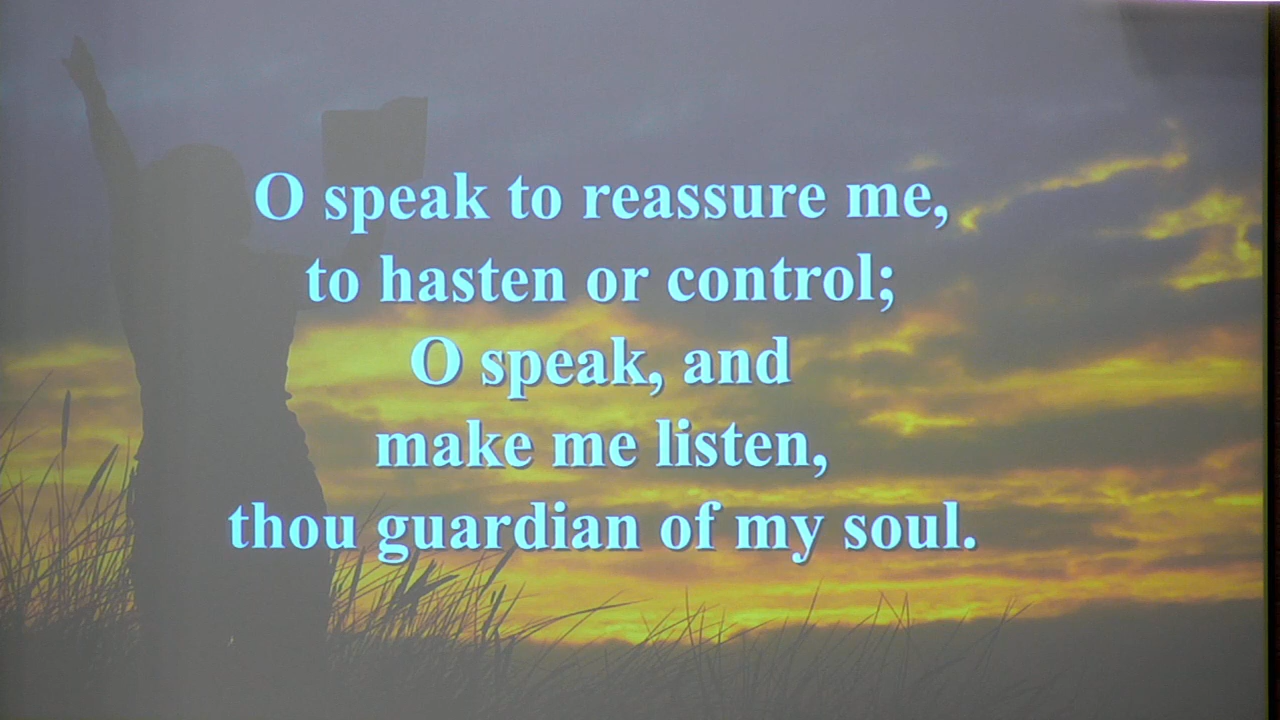 O speak to reassure me,
to hasten or control;
O speak, and
make me listen,
thou guardian of my soul.